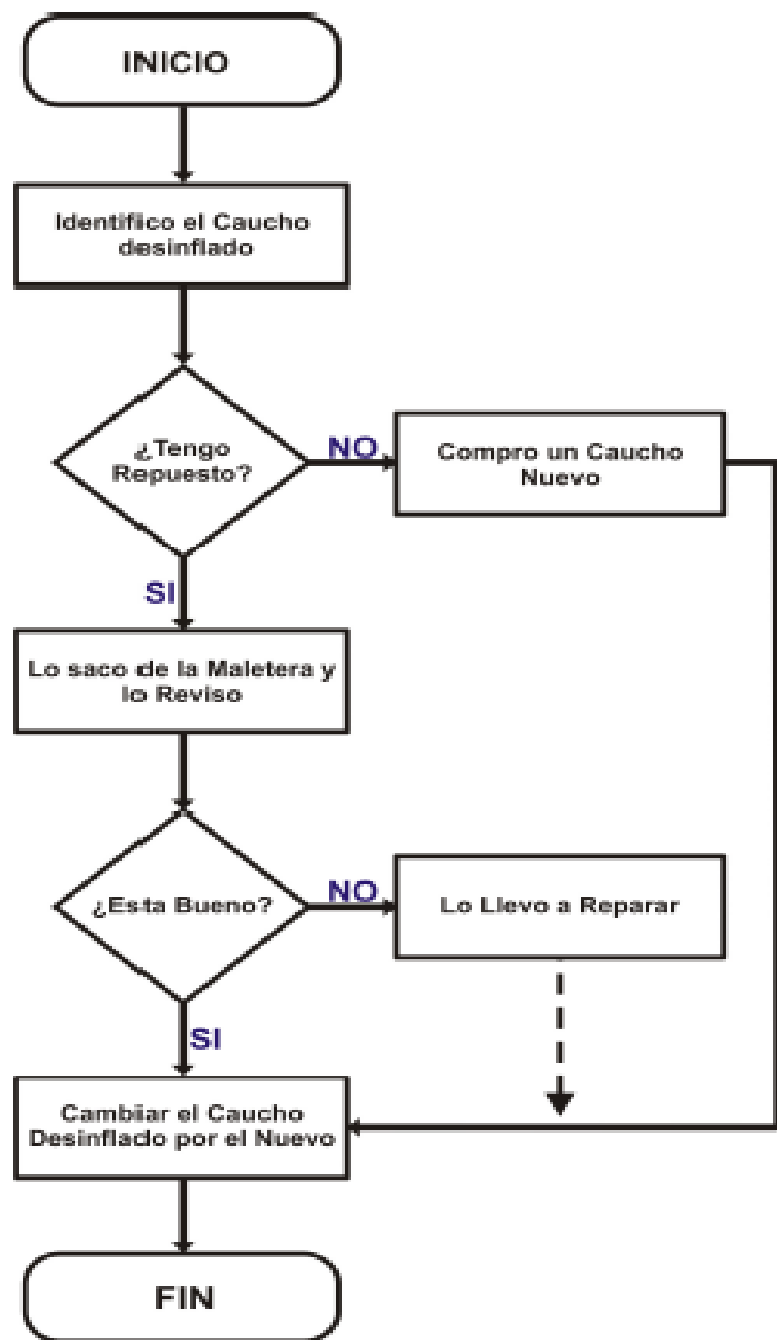 INICIO
Identifico el Caucho
desinflado
¿Tengo
Repuesto?
NO
Compro un Caucho
Nuevo
SI
Lo saco de la Maletera y
lo Reviso
¿Esta Bueno?
NO
Lo Llevo a Reparar
SI
Cambiar el Caucho
Desinflado por el Nuevo
FIN